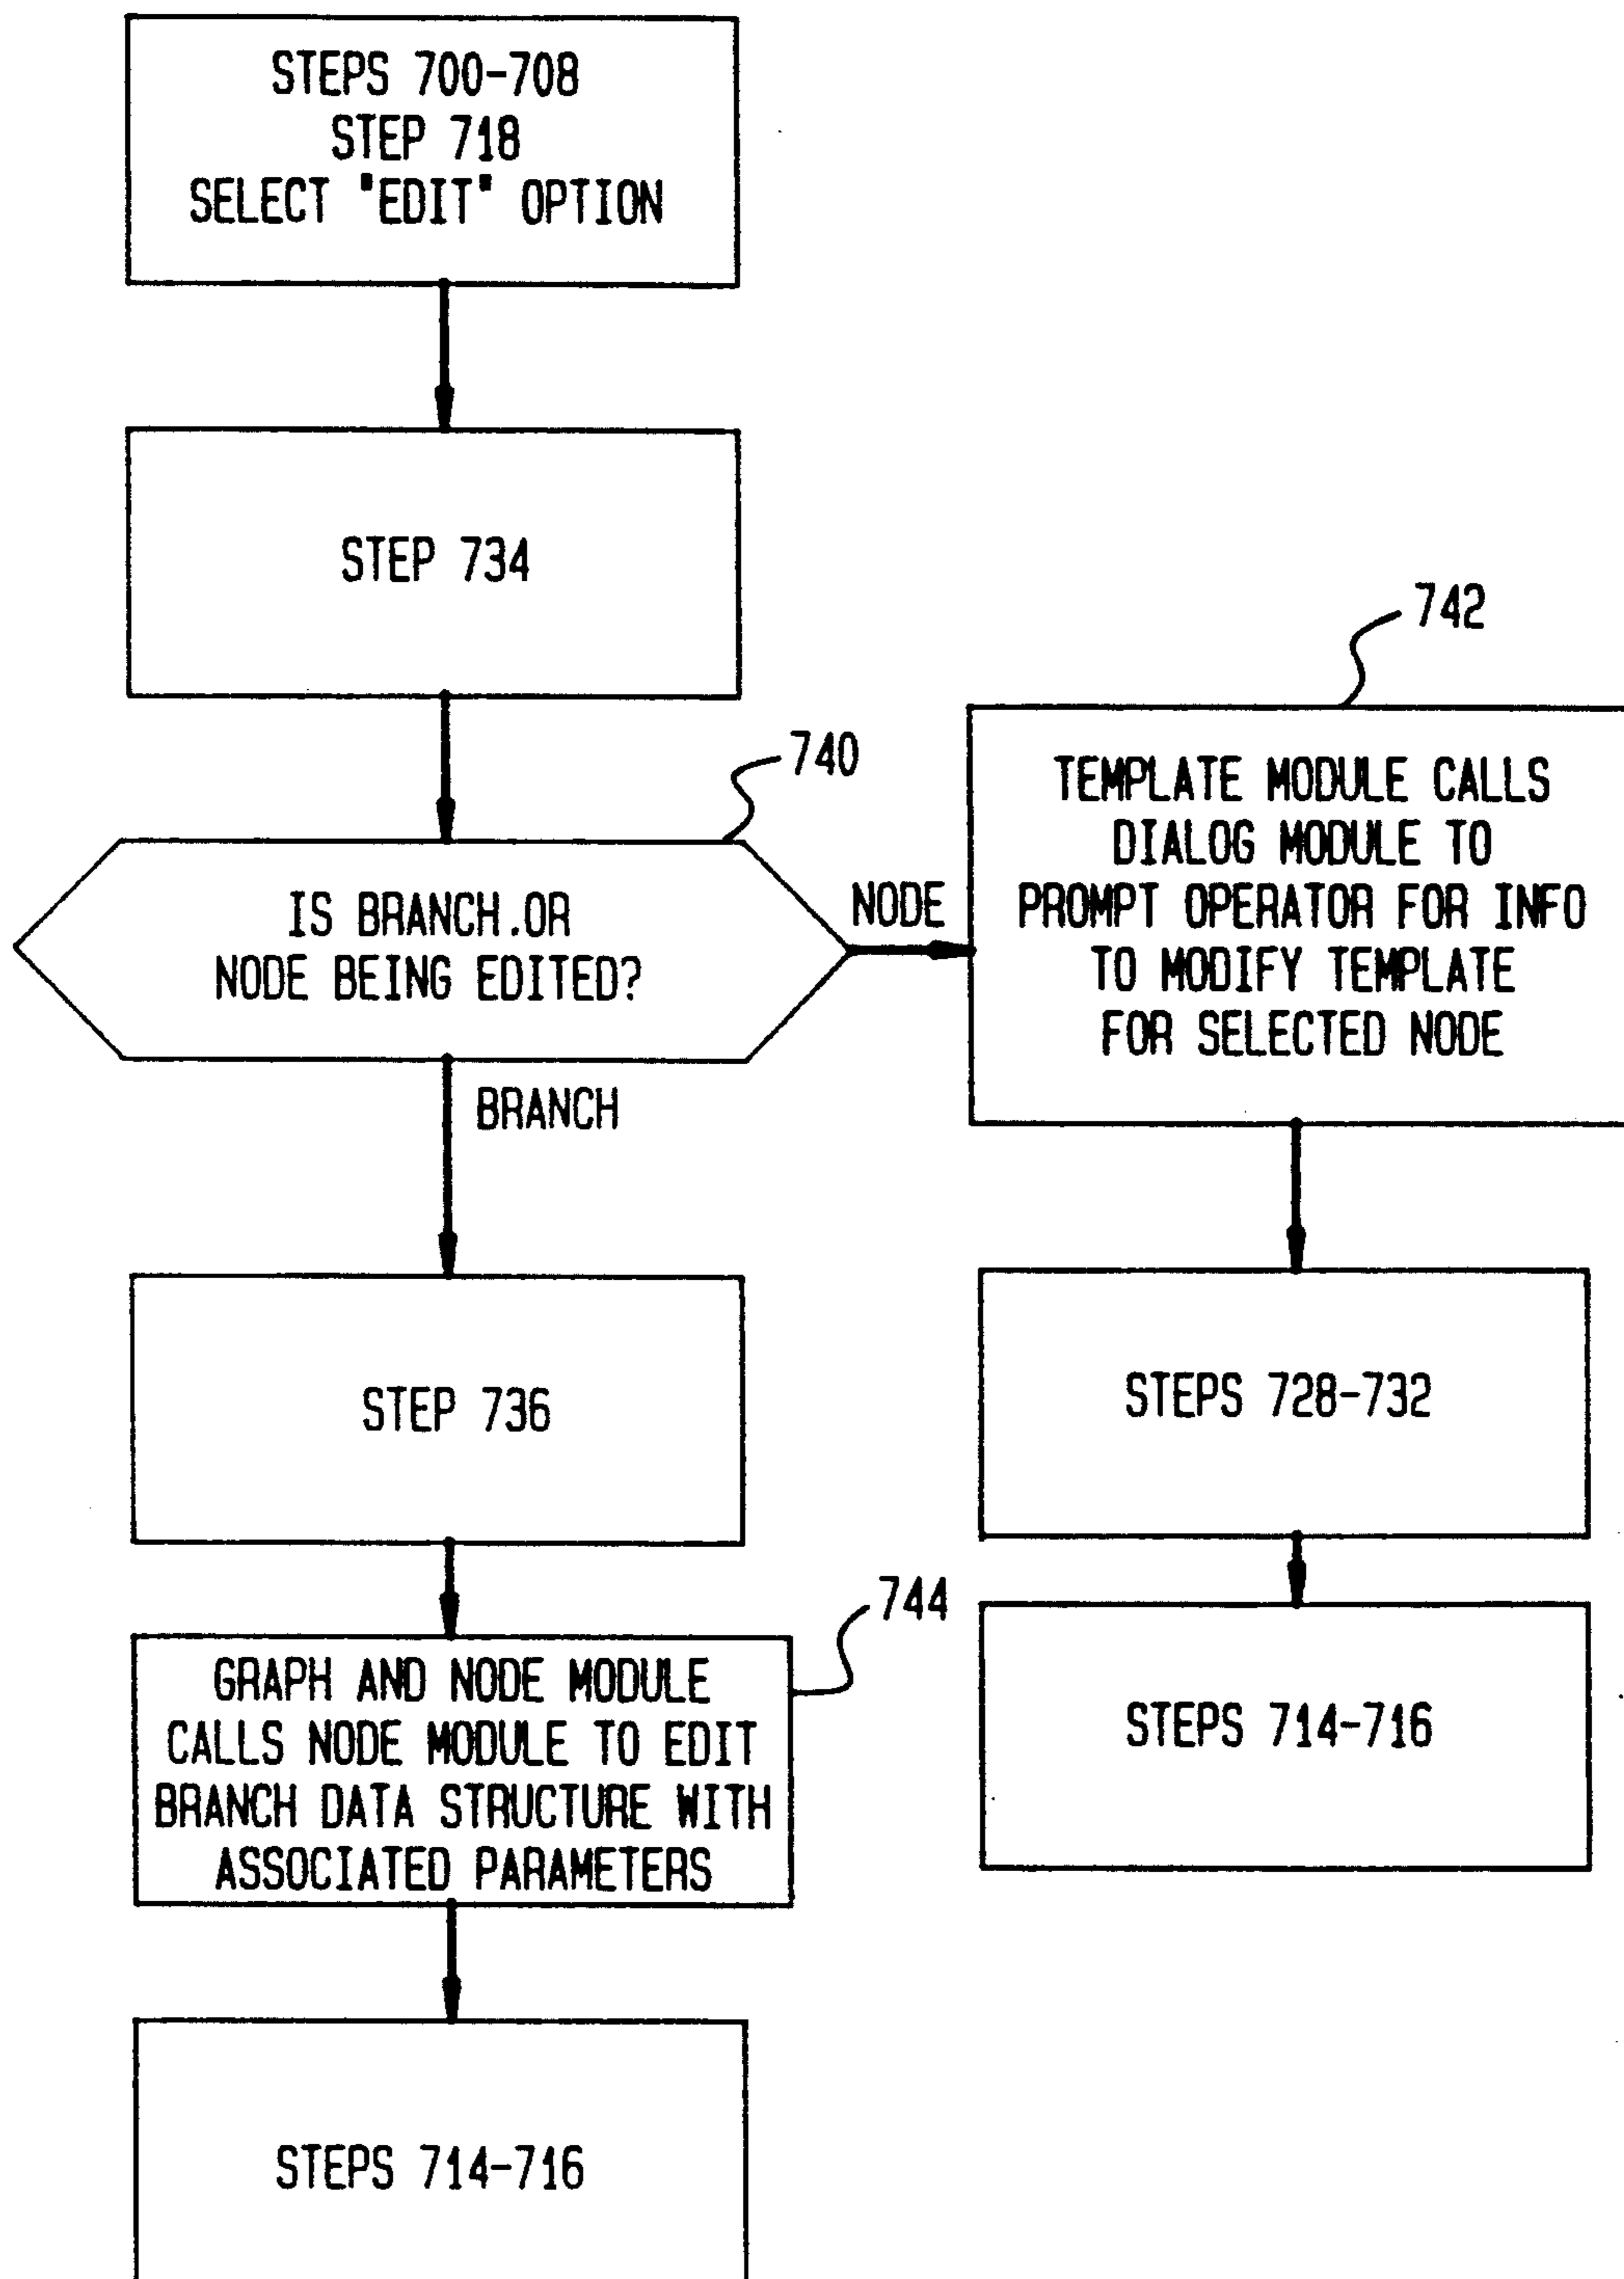 STEPS 700-708
STEP 718
SELECT "EDIT" OPTION
STEP 734
740
IS BRANCH.OR
NODE BEING EDITED?
NODE
BRANCH
742
TEMPLATE MODULE CALLS
DIALOG MODULE TO
PROMPT OPERATOR FOR INFO
TO MODIFY TEMPLATE
FOR SELECTED NODE
STEP 736
STEPS 728-732
744
GRAPH AND NODE MODULE
CALLS NODE MODULE TO EDIT
BRANCH DATA STRUCTURE WITH
ASSOCIATED PARAMETERS
STEPS 714-716
STEPS 714-716